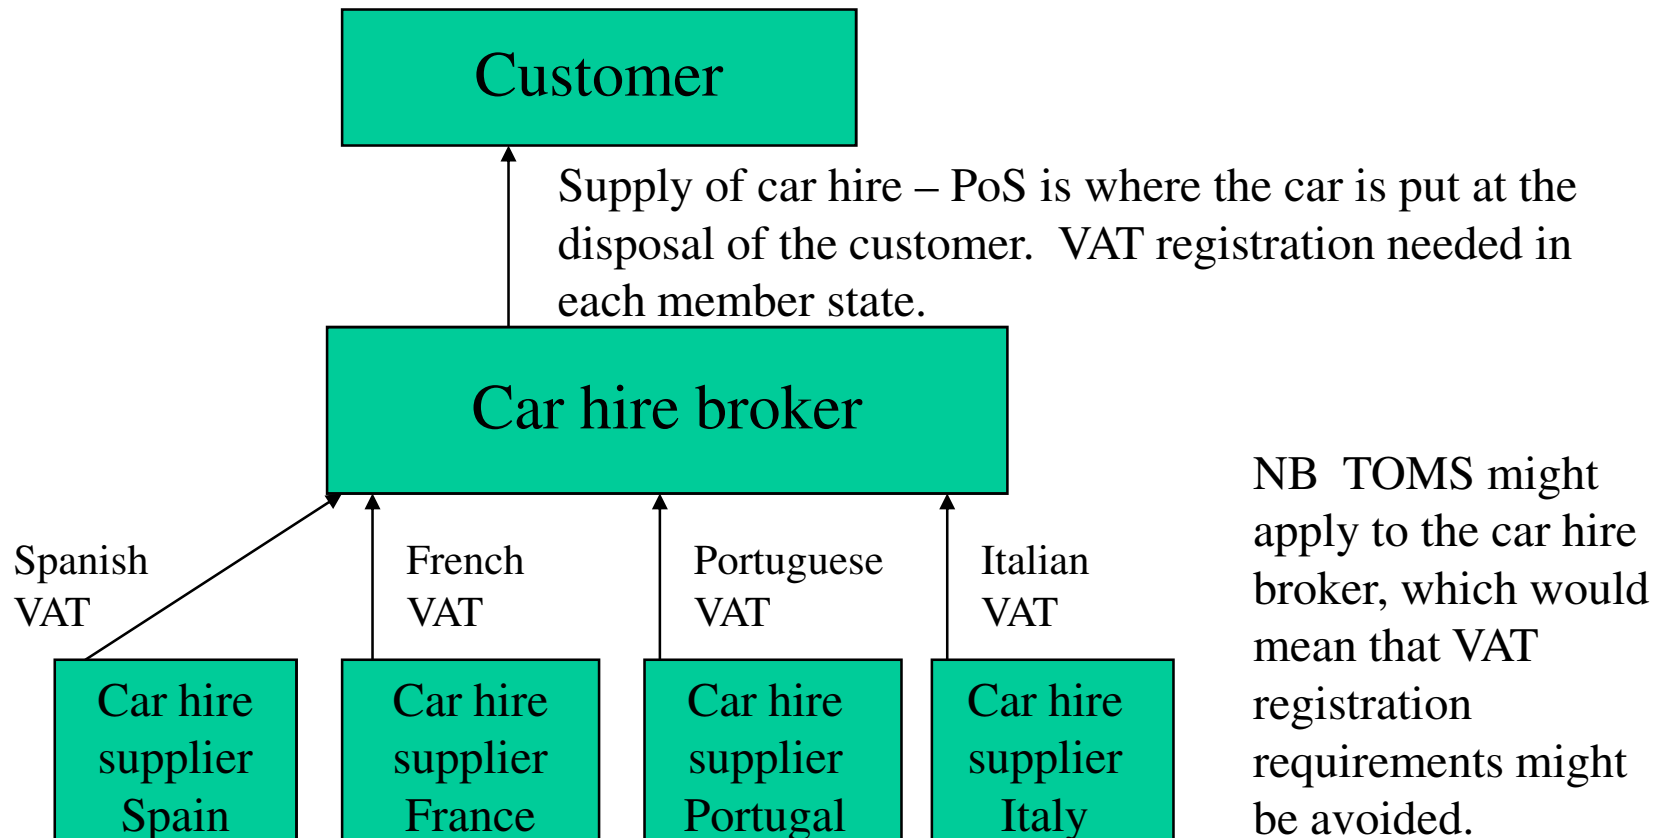 Customer
Supply of car hire – PoS is where the car is put at the
disposal of the customer.  VAT registration needed in
each member state.
Car hire broker
Spanish
VAT
French
VAT
Portuguese
VAT
Italian
VAT
Car hire
supplier
Spain
Car hire
supplier
France
Car hire
supplier
Portugal
Car hire
supplier
Italy
NB  TOMS might
apply to the car hire
broker, which would
mean that VAT
registration
requirements might
be avoided.